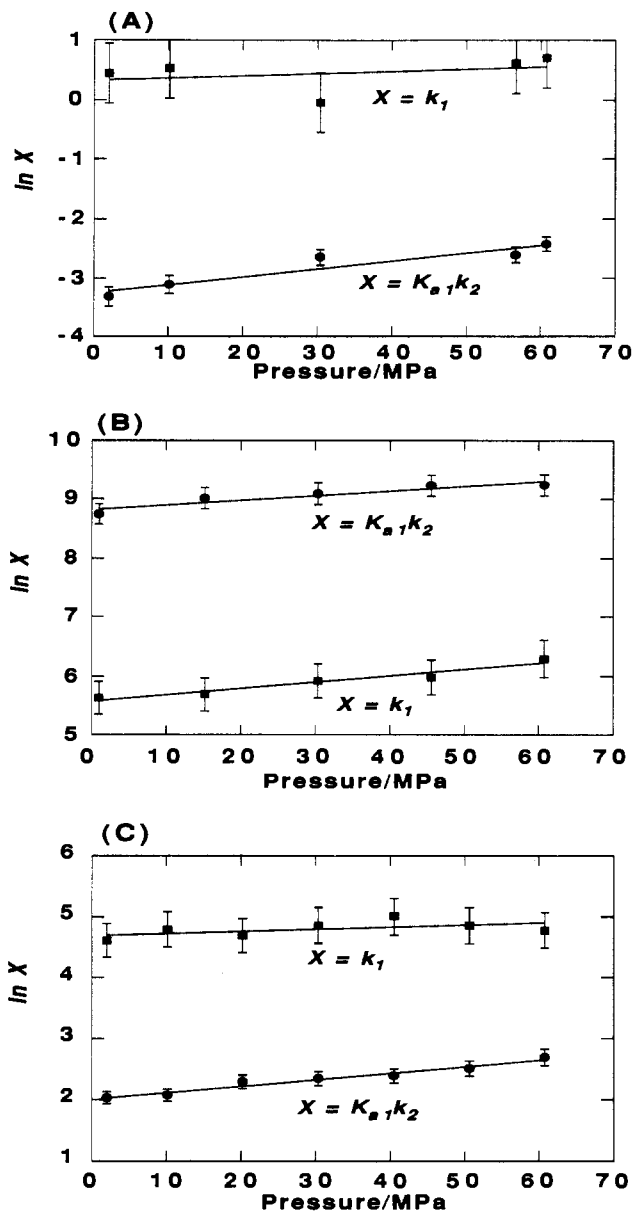 (A)
1
0
-1
-2
-3
-4
ln X
X = k1
X = Ka1k2
0 10 20 30 40 50 60 70
Pressure/MPa
(B)
10
9
8
7
6
5
ln X
X = Ka1k2
X = k1
0 10 20 30 40 50 60 70
Pressure/MPa
(C)
6
5
4
3
2
1
ln X
X = k1
X = Ka1k2
0 10 20 30 40 50 60 70
Pressure/MPa